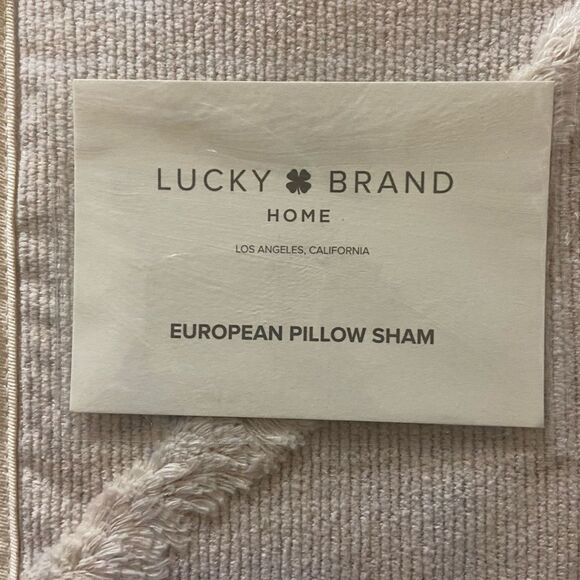 LUCKY BRAND
HOME
LOS ANGELES, CALIFORNIA
EUROPEAN PILLOW SHAM